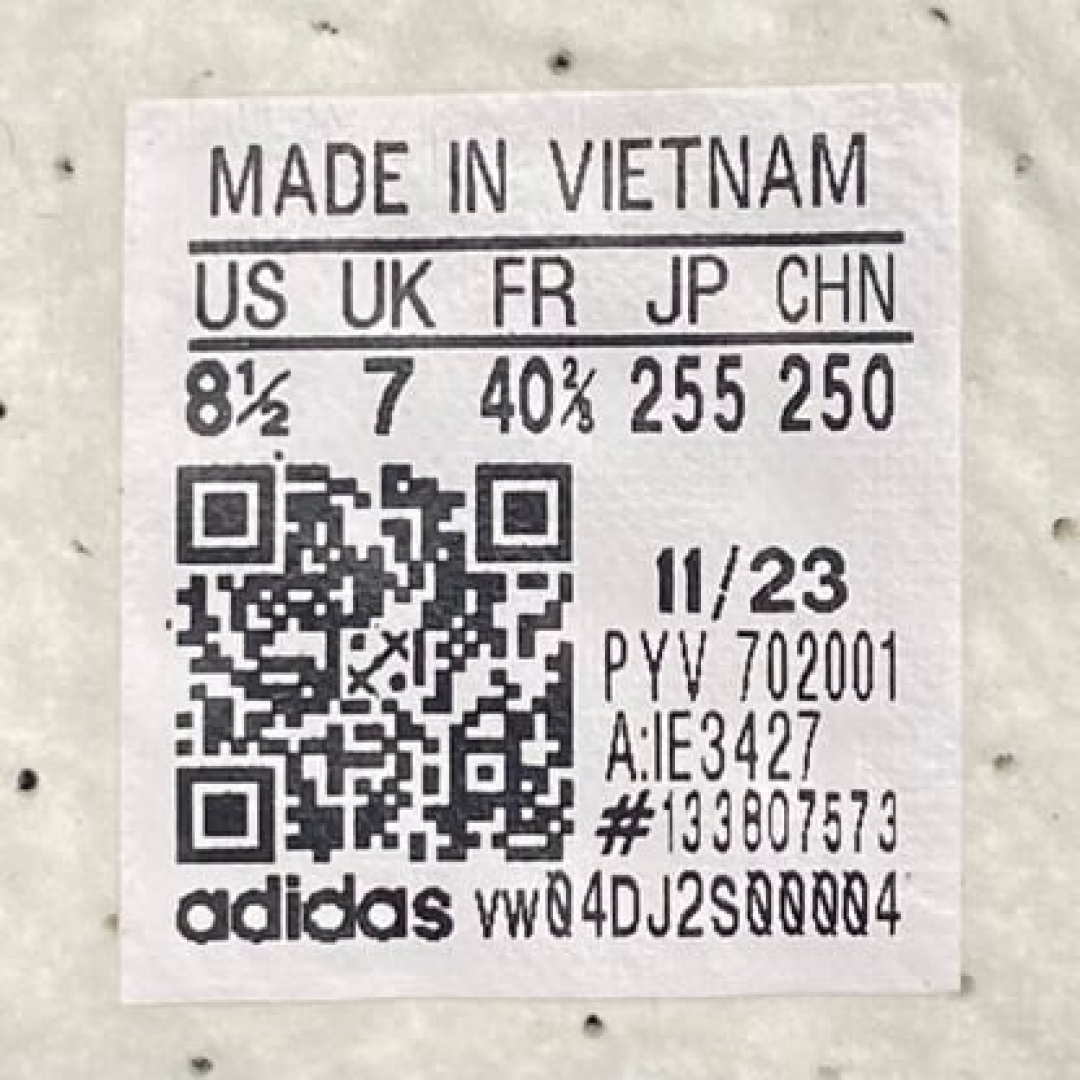 MADE IN VIETNAM
US UK FR JP CHN
8½ 7 40⅔ 255 250
11/23
PYV 702001
A:IE3427
#133807573
adidas vw04DJ2S00004